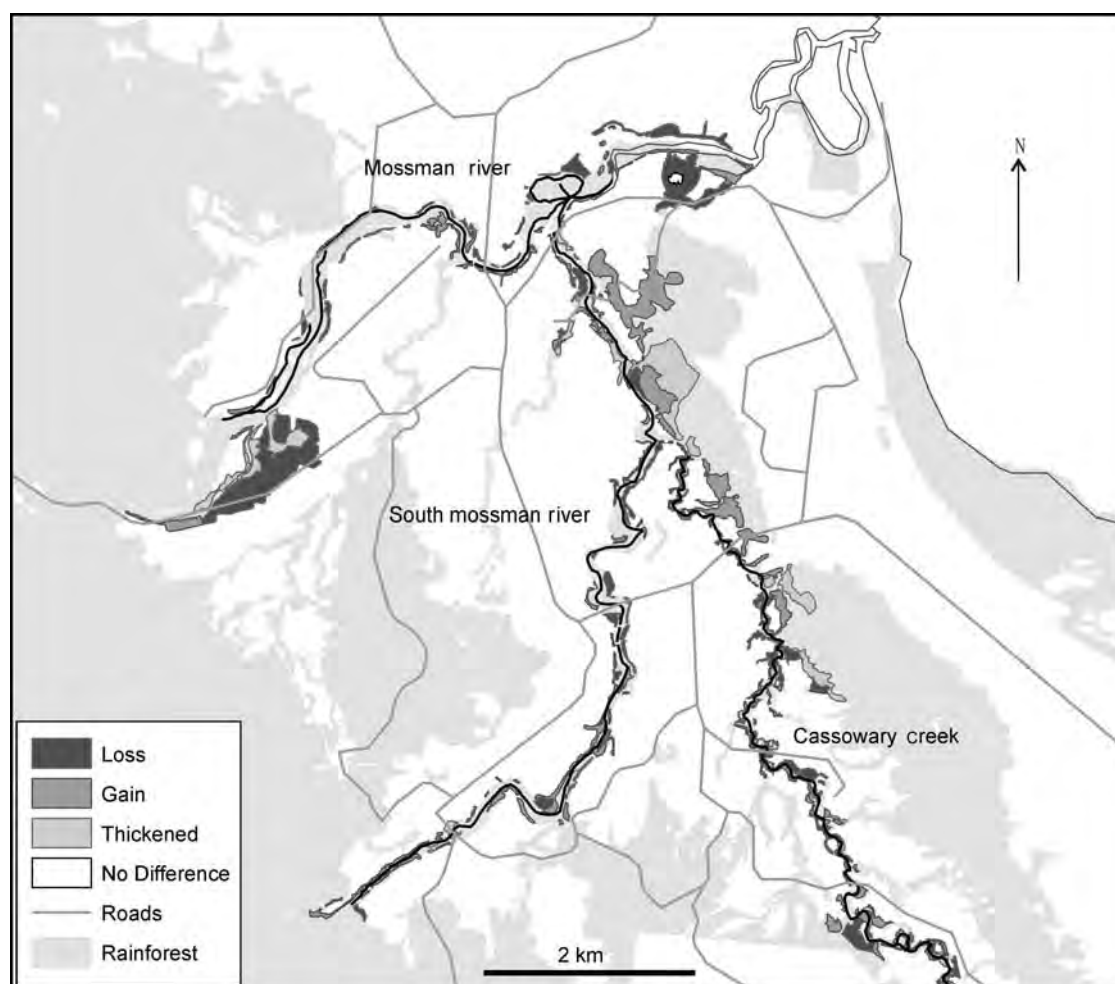 Mossman river
N
South mossman river
Cassowary creek
Loss
Gain
Thickened
No Difference
Roads
Rainforest
2 km